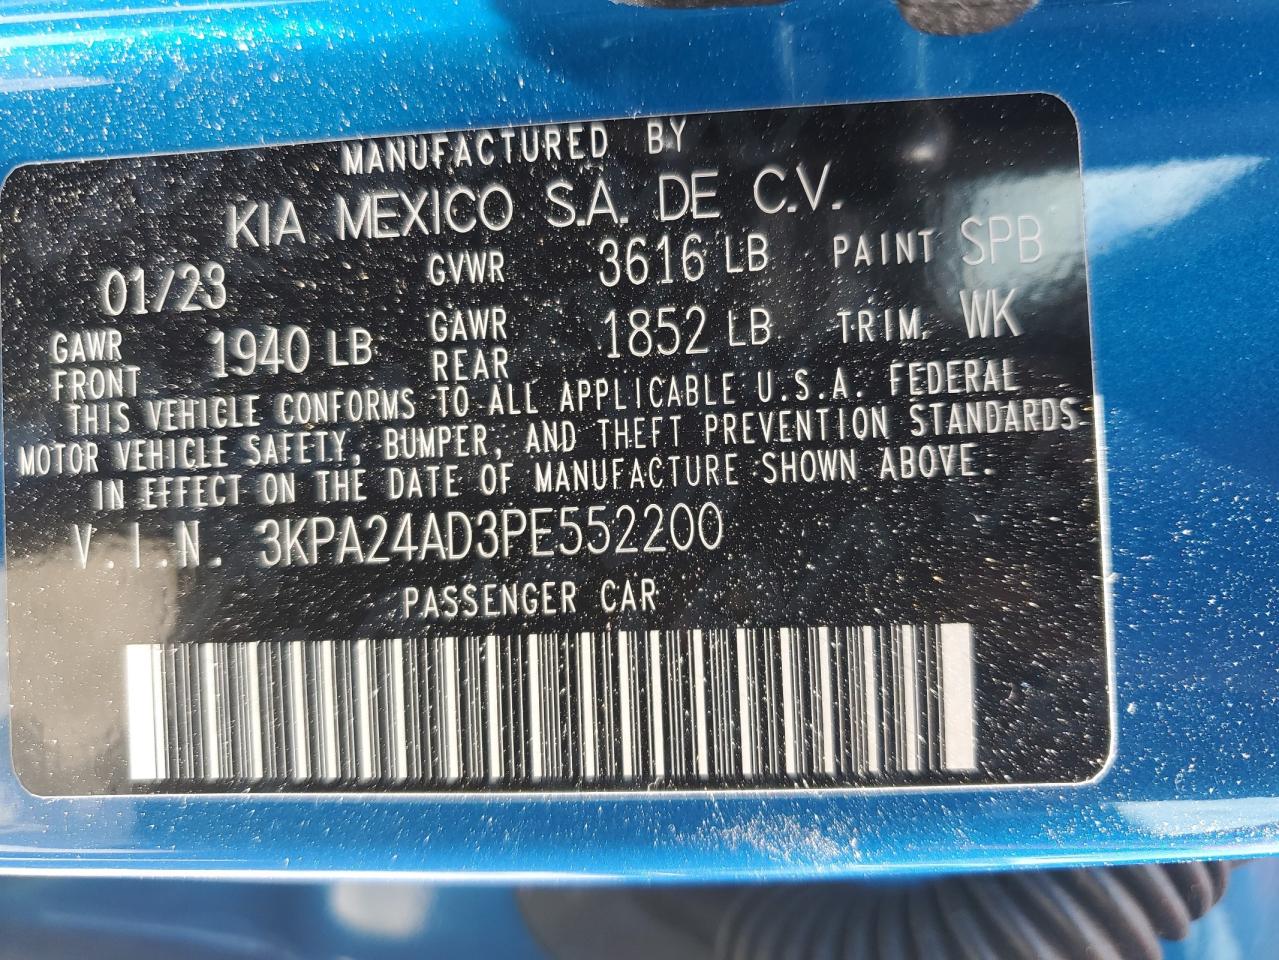 MANUFACTURED BY
KIA MEXICO S.A. DE C.V.
01/23 GVWR 3616 LB PAINT SPB
GAWR FRONT 1940 LB GAWR REAR 1852 LB TRIM. WK
THIS VEHICLE CONFORMS TO ALL APPLICABLE U.S.A. FEDERAL
MOTOR VEHICLE SAFETY, BUMPER, AND THEFT PREVENTION STANDARDS
IN EFFECT ON THE DATE OF MANUFACTURE SHOWN ABOVE.
V.I.N. 3KPA24AD3PE552200
PASSENGER CAR